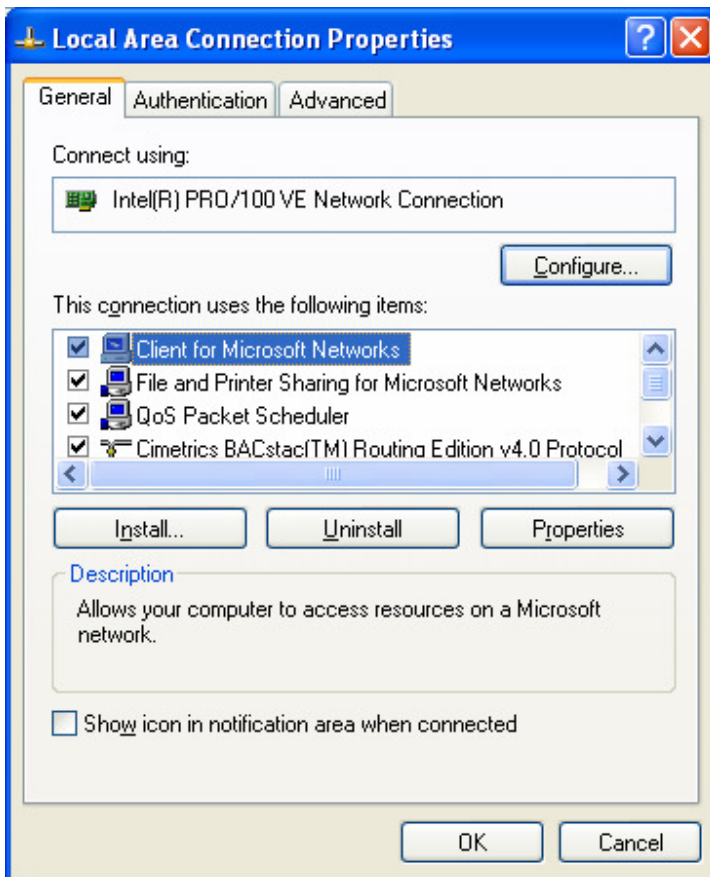 Local Area Connection Properties
General Authentication Advanced
Connect using:
Intel(R) PRO/100 VE Network Connection
Configure...
This connection uses the following items:
Client for Microsoft Networks
File and Printer Sharing for Microsoft Networks
QoS Packet Scheduler
Cimetrics BACstac(TM) Routing Edition v4.0 Protocol
Install... Uninstall Properties
Description
Allows your computer to access resources on a Microsoft
network.
Show icon in notification area when connected
OK Cancel